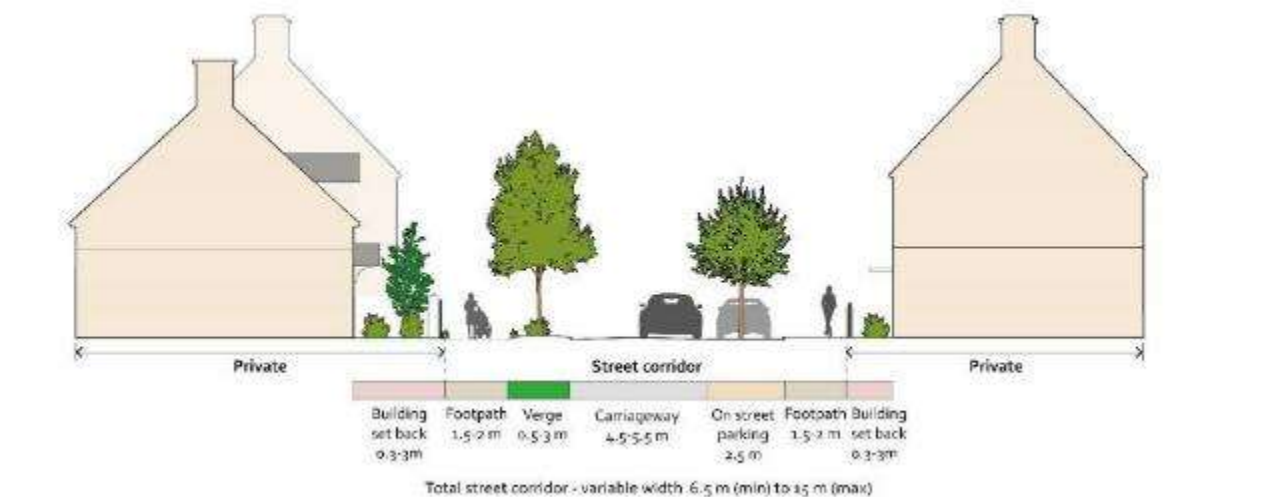 Private
Street corridor
Private
Building
set back
0.3-3m
Footpath
1.5-2 m
Verge
0.5-3 m
Carriageway
4.5-5.5 m
On street
parking
2.5 m
Footpath
1.5-2 m
Building
set back
0.3-3m
Total street corridor - variable width 6.5 m (min) to 15 m (max)